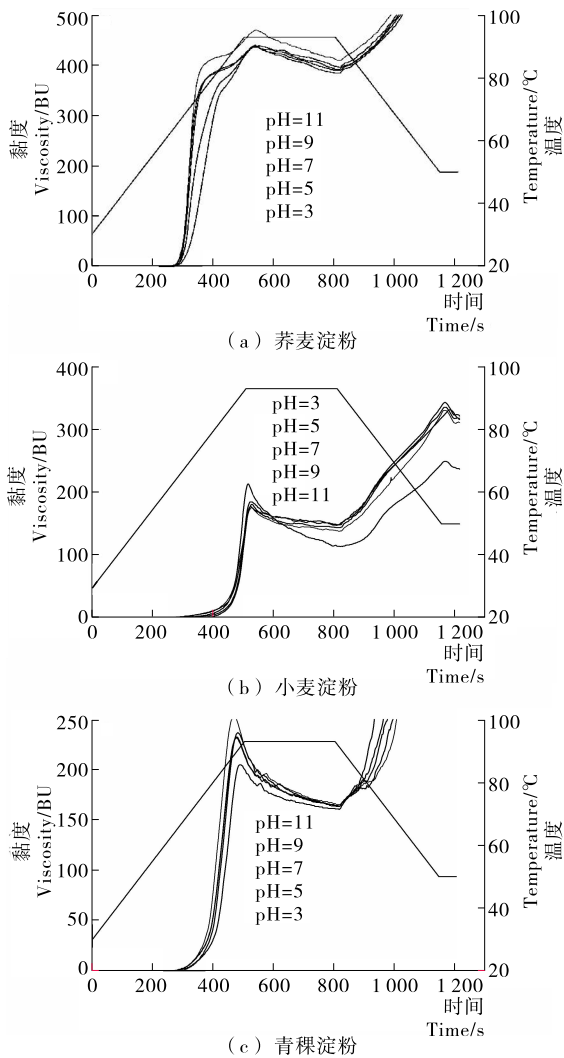 500
400
300
200
100
0
黏度
Viscosity/BU
pH=11
pH=9
pH=7
pH=5
pH=3
100
80
60
40
20
Temperature/℃
温度
0
200
400
600
800
1 000
1 200
时间
Time/s
(a) 荞麦淀粉
400
300
200
100
0
黏度
Viscosity/BU
pH=3
pH=5
pH=7
pH=9
pH=11
100
80
60
40
20
Temperature/℃
温度
0
200
400
600
800
1 000
1 200
时间
Time/s
(b) 小麦淀粉
250
200
150
100
50
0
黏度
Viscosity/BU
pH=11
pH=9
pH=7
pH=5
pH=3
100
80
60
40
20
Temperature/℃
温度
0
200
400
600
800
1 000
1 200
时间
Time/s
(c) 青稞淀粉